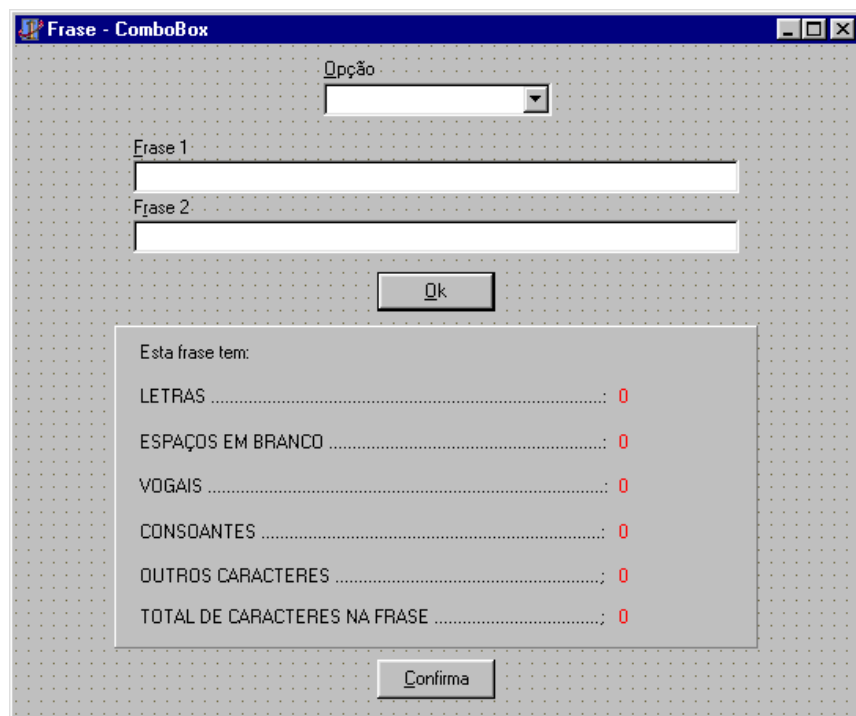 Frase - ComboBox
Opção
Frase 1
Frase 2
Ok
Esta frase tem:
LETRAS ..................................................................................: 0
ESPAÇOS EM BRANCO .........................................................: 0
VOGAIS ...................................................................................: 0
CONSOANTES .......................................................................: 0
OUTROS CARACTERES .......................................................; 0
TOTAL DE CARACTERES NA FRASE ...................................; 0
Confirma